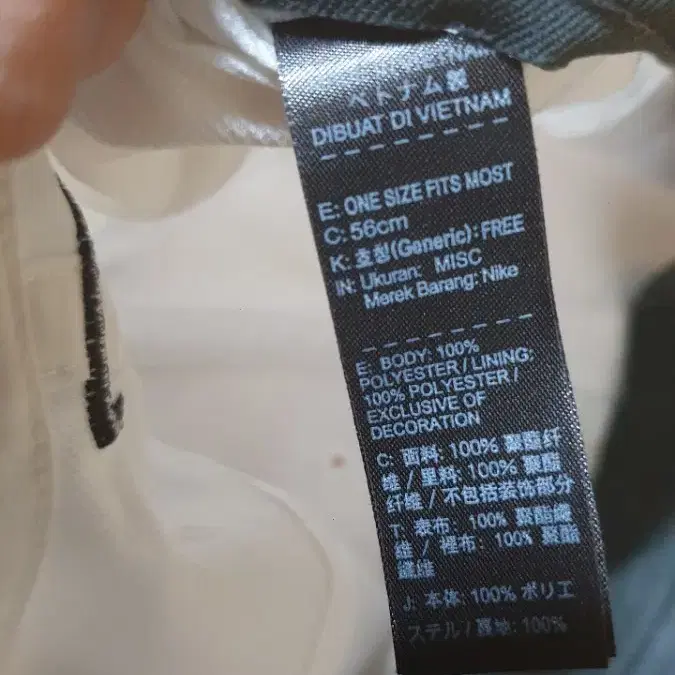 ベトナム製
DIBUAT DI VIETNAM
E: ONE SIZE FITS MOST
C: 56cm
K: 호칭(Generic): FREE
IN: Ukuran: MISC
Merek Barang: Nike
E: BODY: 100%
POLYESTER / LINING:
100% POLYESTER /
EXCLUSIVE OF
DECORATION
C: 面料: 100% 聚酯纤
维 / 里料: 100% 聚酯
纤维 / 不包括装饰部分
T: 表布: 100% 聚酯纖
維 / 裡布: 100% 聚酯
纖維
J: 本体: 100% ポリエ
ステル / 裏地: 100%